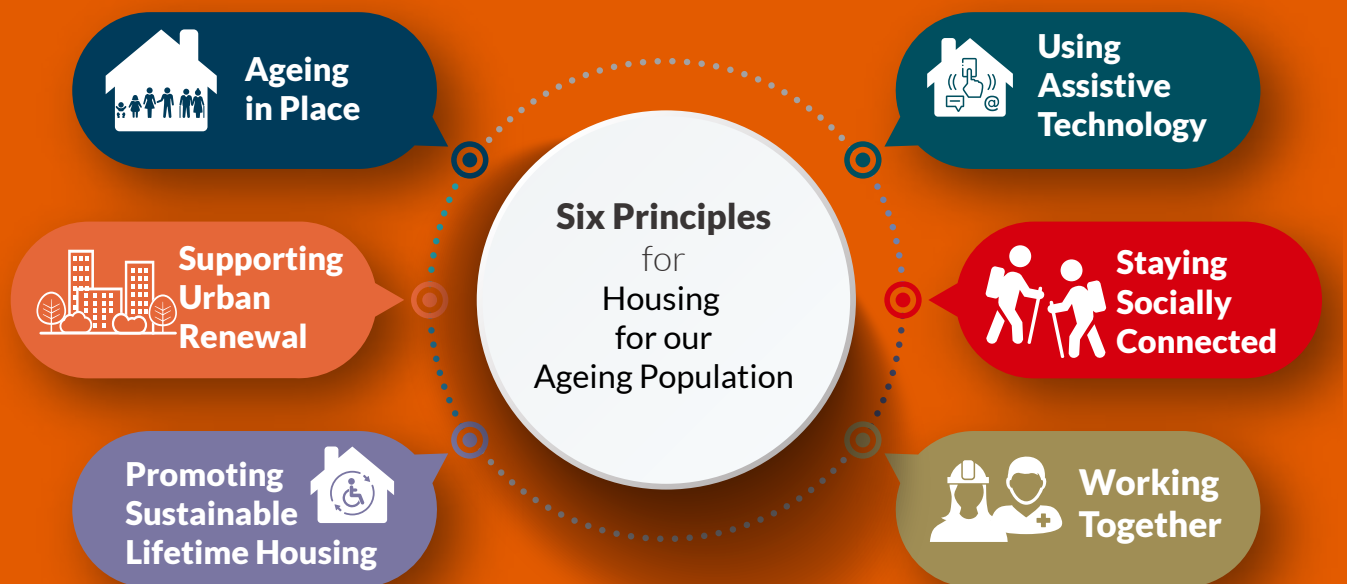 Ageing
in Place
Supporting
Urban
Renewal
Promoting
Sustainable
Lifetime Housing
Six Principles
for
Housing
for our
Ageing Population
Using
Assistive
Technology
@
Staying
Socially
Connected
Working
Together